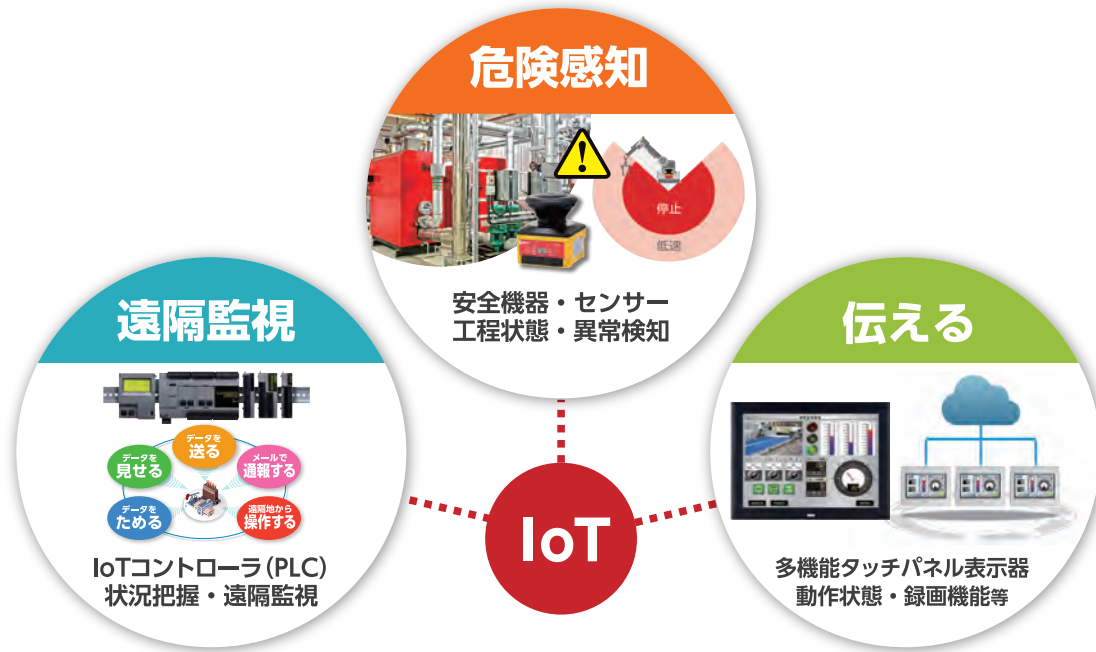 危険感知
停止
低速
安全機器・センサー
工程状態・異常検知
遠隔監視
データを
送る
データを
見せる
メールで
通報する
データを
ためる
遠隔地から
操作する
IoTコントローラ(PLC)
状況把握・遠隔監視
IoT
伝える
多機能タッチパネル表示器
動作状態・録画機能等